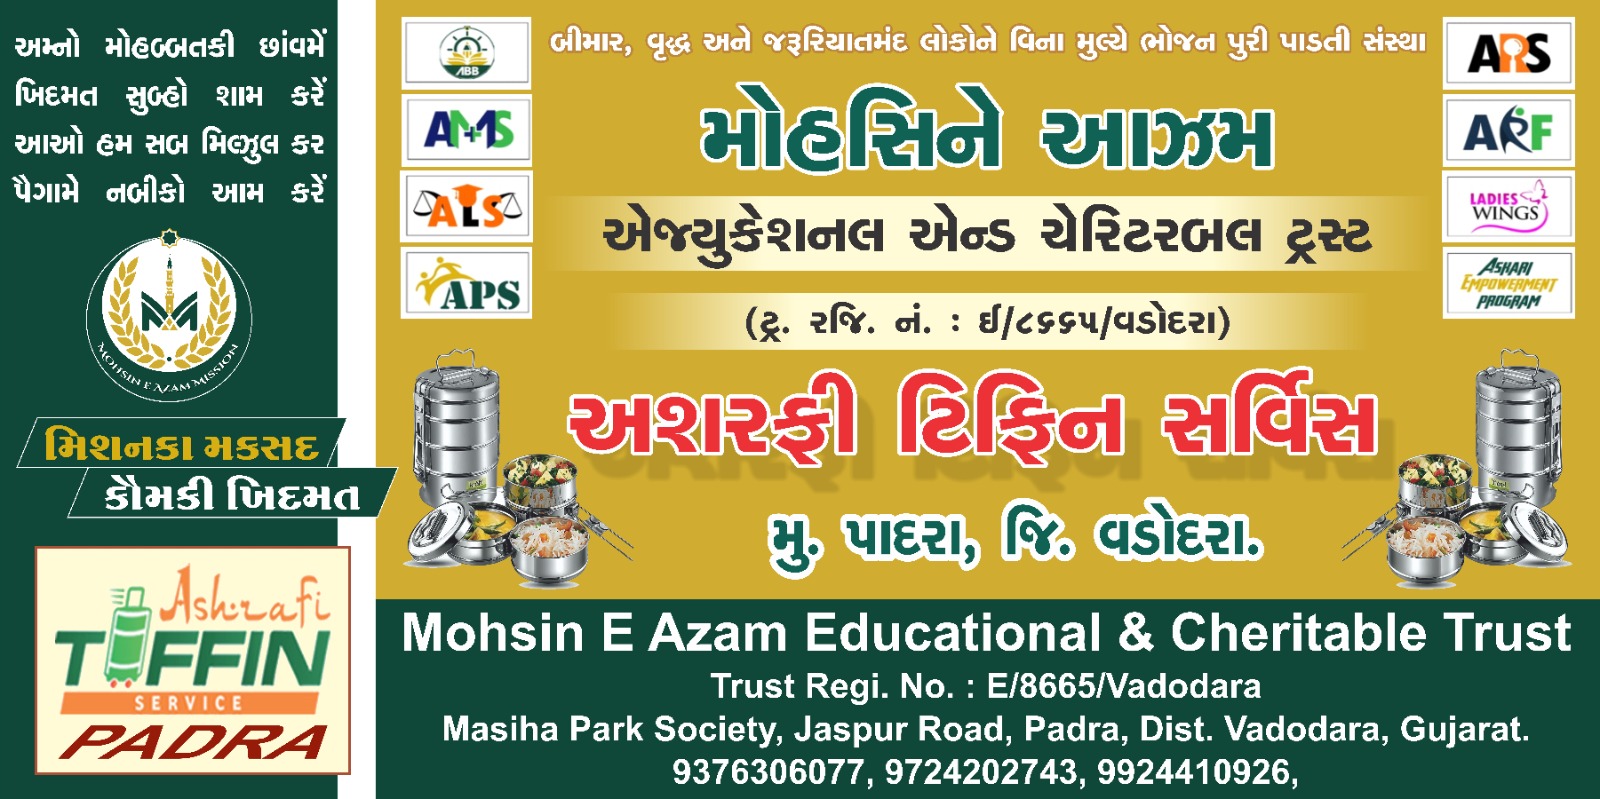 અમ્નો મોહબ્બતકી છાંવમેં
ખિદમત સુબ્હો શામ કરેં
આઓ હમ સબ મિલ્ઝુલ કર
પૈગામે નબીકો આમ કરેં
M
MOHSIN E AZAM MISSION
મિશનકા મકસદ
કૌમકી ખિદમત
Ashrafi
TIFFIN
SERVICE
PADRA
ABB
AMS
ALS
APS
બીમાર, વૃદ્ધ અને જરૂરિયાતમંદ લોકોને વિના મુલ્યે ભોજન પુરી પાડતી સંસ્થા
મોહસિને આઝમ
એજ્યુકેશનલ એન્ડ ચેરિટરબલ ટ્રસ્ટ
(ટ્ર. રજિ. નં. : ઈ/૮૬૬૫/વડોદરા)
અશરફી ટિફિન સર્વિસ
મુ. પાદરા, જિ. વડોદરા.
ARS
ARF
LADIES
WINGS
ASHARI
EMPOWERMENT
PROGRAM
Mohsin E Azam Educational & Cheritable Trust
Trust Regi. No. : E/8665/Vadodara
Masiha Park Society, Jaspur Road, Padra, Dist. Vadodara, Gujarat.
9376306077, 9724202743, 9924410926,